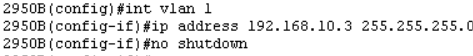 2950B(config)#int vlan 1
2950B(config-if)#ip address 192.168.10.3 255.255.255.0
2950B(config-if)#no shutdown